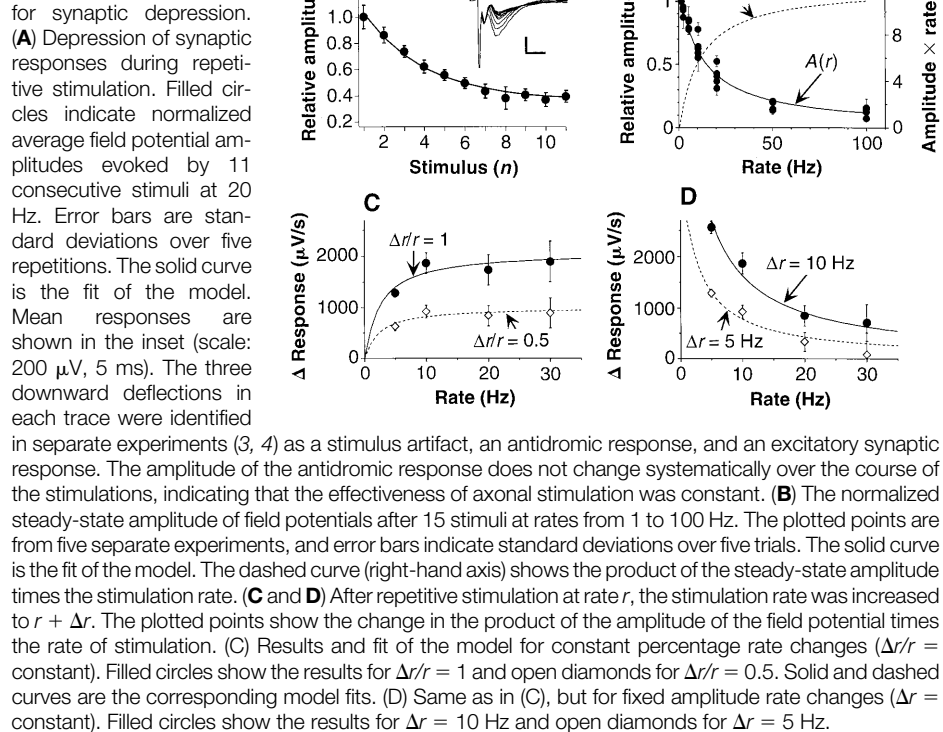 for synaptic depression.
(A) Depression of synaptic
responses during repeti-
tive stimulation. Filled cir-
cles indicate normalized
average field potential am-
plitudes evoked by 11
consecutive stimuli at 20
Hz. Error bars are stan-
dard deviations over five
repetitions. The solid curve
is the fit of the model.
Mean responses are
shown in the inset (scale:
200 μV, 5 ms). The three
downward deflections in
each trace were identified
Relative amplitu
1.0
0.8
0.6
0.4
0.2
2 4 6 8 10
Stimulus (n)
Relative amplitu
1
0.5
0
A(r)
8
4
0
Amplitude × rate
0 50 100
Rate (Hz)
C
Δ Response (μV/s)
2000
1000
0
Δr/r = 1
Δr/r = 0.5
0 10 20 30
Rate (Hz)
D
Δ Response (μV/s)
2000
1000
0
Δr = 10 Hz
Δr = 5 Hz
0 10 20 30
Rate (Hz)
in separate experiments (3, 4) as a stimulus artifact, an antidromic response, and an excitatory synaptic
response. The amplitude of the antidromic response does not change systematically over the course of
the stimulations, indicating that the effectiveness of axonal stimulation was constant. (B) The normalized
steady-state amplitude of field potentials after 15 stimuli at rates from 1 to 100 Hz. The plotted points are
from five separate experiments, and error bars indicate standard deviations over five trials. The solid curve
is the fit of the model. The dashed curve (right-hand axis) shows the product of the steady-state amplitude
times the stimulation rate. (C and D) After repetitive stimulation at rate r, the stimulation rate was increased
to r + Δr. The plotted points show the change in the product of the amplitude of the field potential times
the rate of stimulation. (C) Results and fit of the model for constant percentage rate changes (Δr/r =
constant). Filled circles show the results for Δr/r = 1 and open diamonds for Δr/r = 0.5. Solid and dashed
curves are the corresponding model fits. (D) Same as in (C), but for fixed amplitude rate changes (Δr =
constant). Filled circles show the results for Δr = 10 Hz and open diamonds for Δr = 5 Hz.